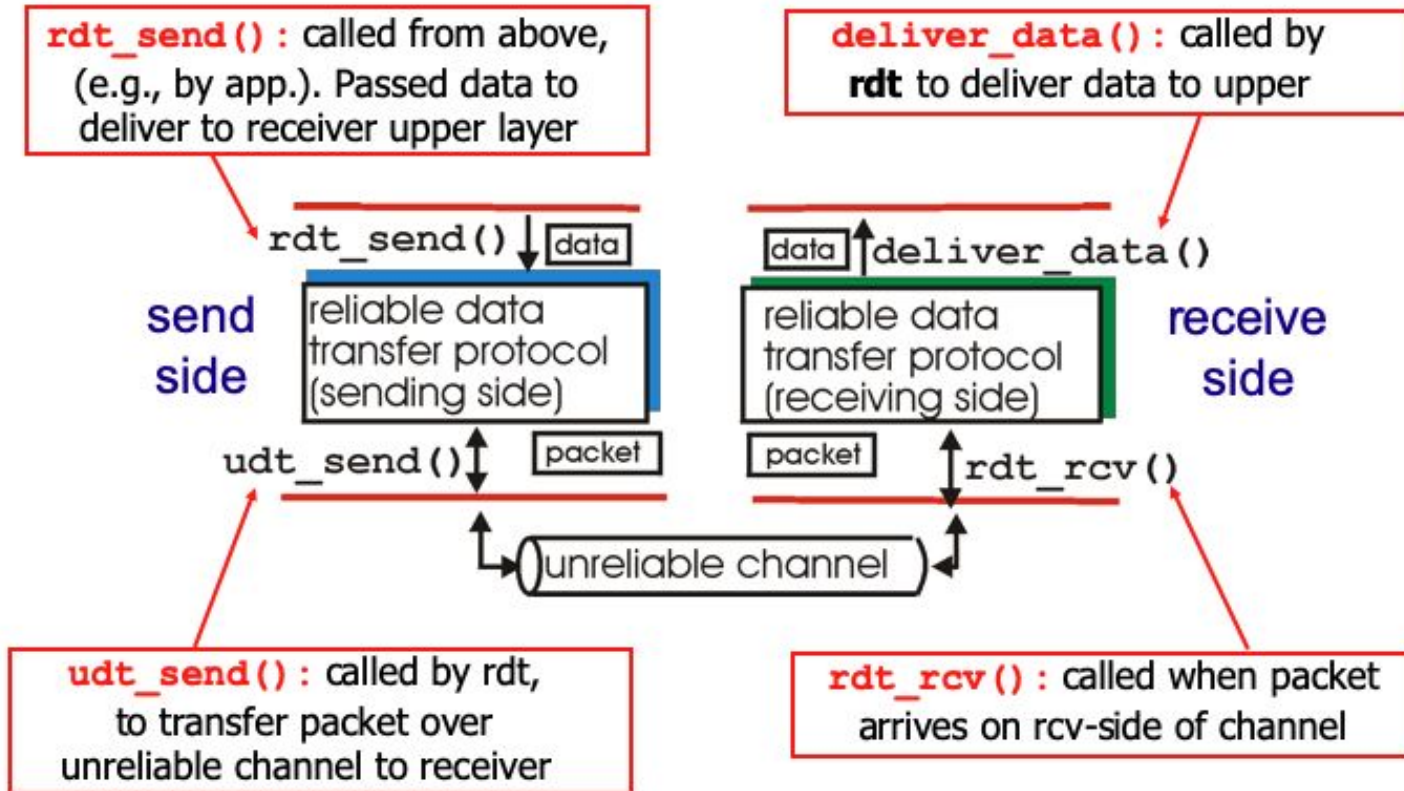 rdt_send(): called from above,
(e.g., by app.). Passed data to
deliver to receiver upper layer
deliver_data(): called by
rdt to deliver data to upper
rdt_send()
data
data
deliver_data()
send
side
reliable data
transfer protocol
(sending side)
reliable data
transfer protocol
(receiving side)
receive
side
udt_send()
packet
packet
rdt_rcv()
unreliable channel
udt_send(): called by rdt,
to transfer packet over
unreliable channel to receiver
rdt_rcv(): called when packet
arrives on rcv-side of channel